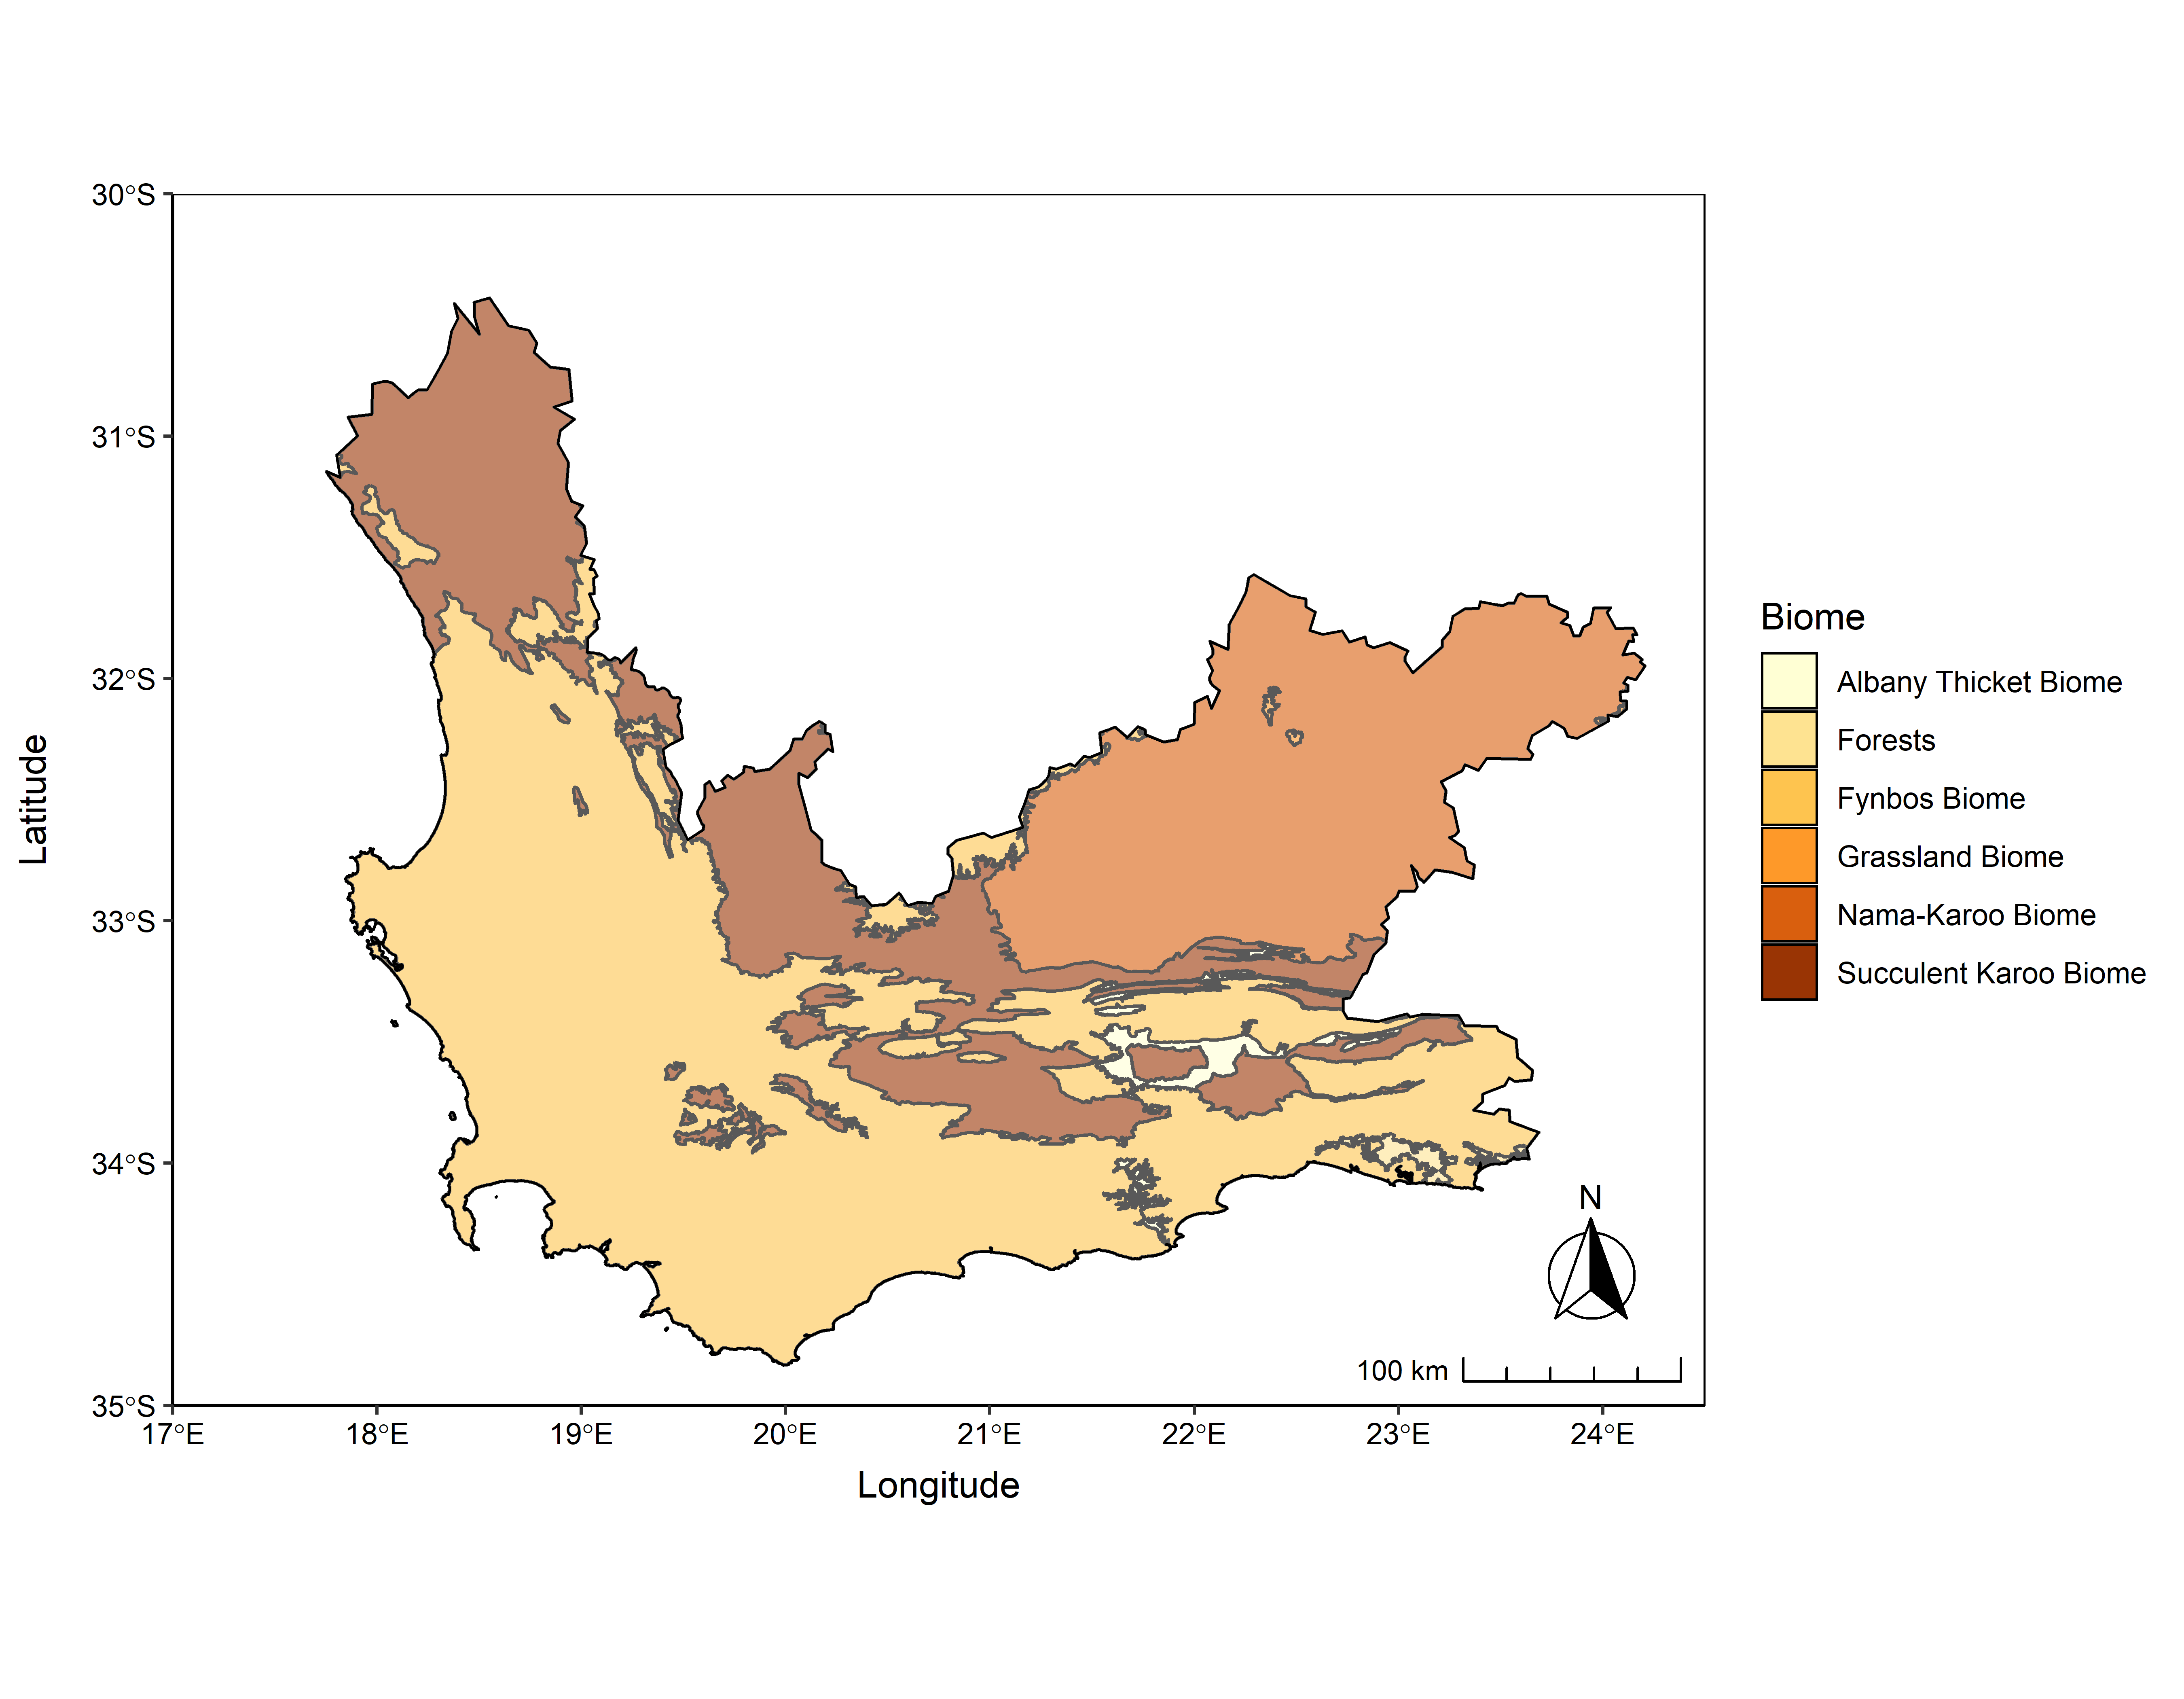 30°S
31°S
32°S
33°S
34°S
35°S
17°E
18°E
19°E
20°E
21°E
22°E
23°E
24°E
Latitude
Longitude
N
100 km
Biome
Albany Thicket Biome
Forests
Fynbos Biome
Grassland Biome
Nama-Karoo Biome
Succulent Karoo Biome